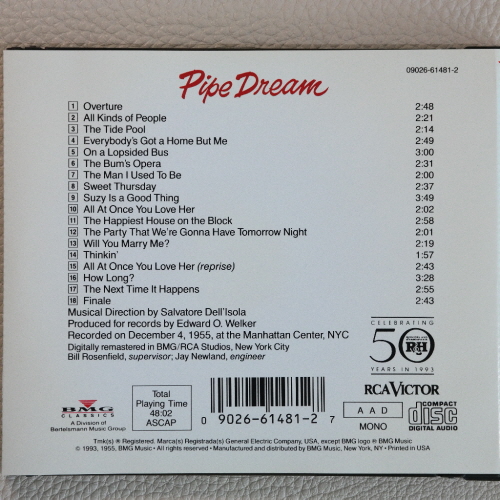 Pipe Dream
09026-61481-2
1 Overture 2:48
2 All Kinds of People 2:21
3 The Tide Pool 2:14
4 Everybody's Got a Home But Me 2:49
5 On a Lopsided Bus 3:00
6 The Bum's Opera 2:31
7 The Man I Used To Be 2:00
8 Sweet Thursday 2:37
9 Suzy Is a Good Thing 3:49
10 All At Once You Love Her 2:02
11 The Happiest House on the Block 2:58
12 The Party That We're Gonna Have Tomorrow Night 2:01
13 Will You Marry Me? 2:19
14 Thinkin' 1:57
15 All At Once You Love Her (reprise) 2:43
16 How Long? 3:28
17 The Next Time It Happens 2:55
18 Finale 2:43
Musical Direction by Salvatore Dell'Isola
Produced for records by Edward O. Welker
Recorded on December 4, 1955, at the Manhattan Center, NYC
Digitally remastered in BMG/RCA Studios, New York City
Bill Rosenfield, supervisor; Jay Newland, engineer
CELEBRATING
50
R&H
YEARS IN 1993
BMG
CLASSICS
A Division of
Bertelsmann Music Group
Total
Playing Time
48:02
ASCAP
0 09026-61481-2 7
RCA VICTOR
AAD
MONO
COMPACT
disc
DIGITAL AUDIO
Tmk(s) ® Registered. Marca(s) Registrada(s) General Electric Company, USA, except BMG logo ® BMG Music
© 1993, 1955, BMG Music • All rights reserved • Manufactured and distributed by BMG Music, New York, NY • Printed in USA